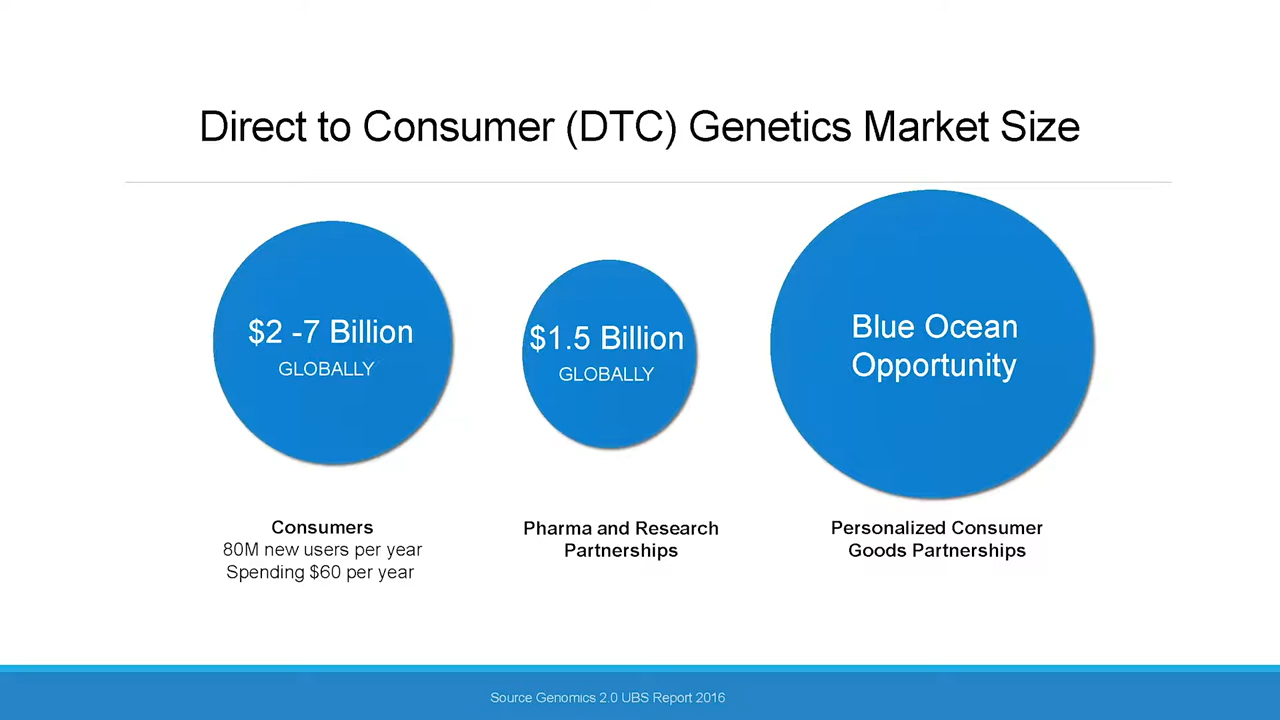 Direct to Consumer (DTC) Genetics Market Size
$2 -7 Billion
GLOBALLY
$1.5 Billion
GLOBALLY
Blue Ocean
Opportunity
Consumers
80M new users per year
Spending $60 per year
Pharma and Research
Partnerships
Personalized Consumer
Goods Partnerships
Source Genomics 2.0 UBS Report 2016